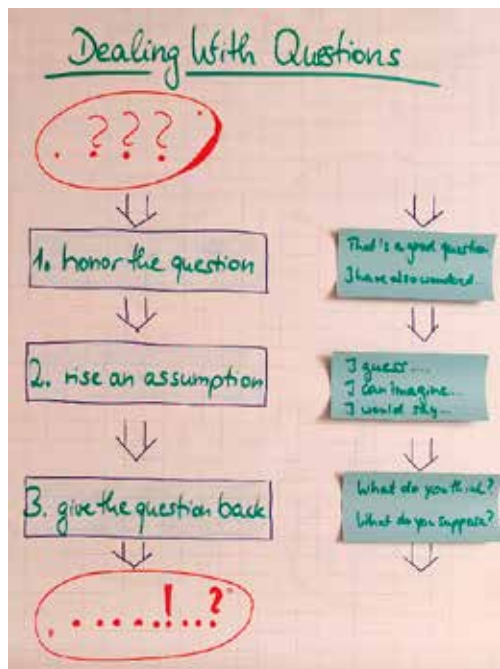 Dealing With Questions
???
1. honor the question
That's a good question
I have also wondered...
2. rise an assumption
I guess....
I can imagine...
I would say...
3. give the question back
What do you think?
What do you suppose?
.....!..?